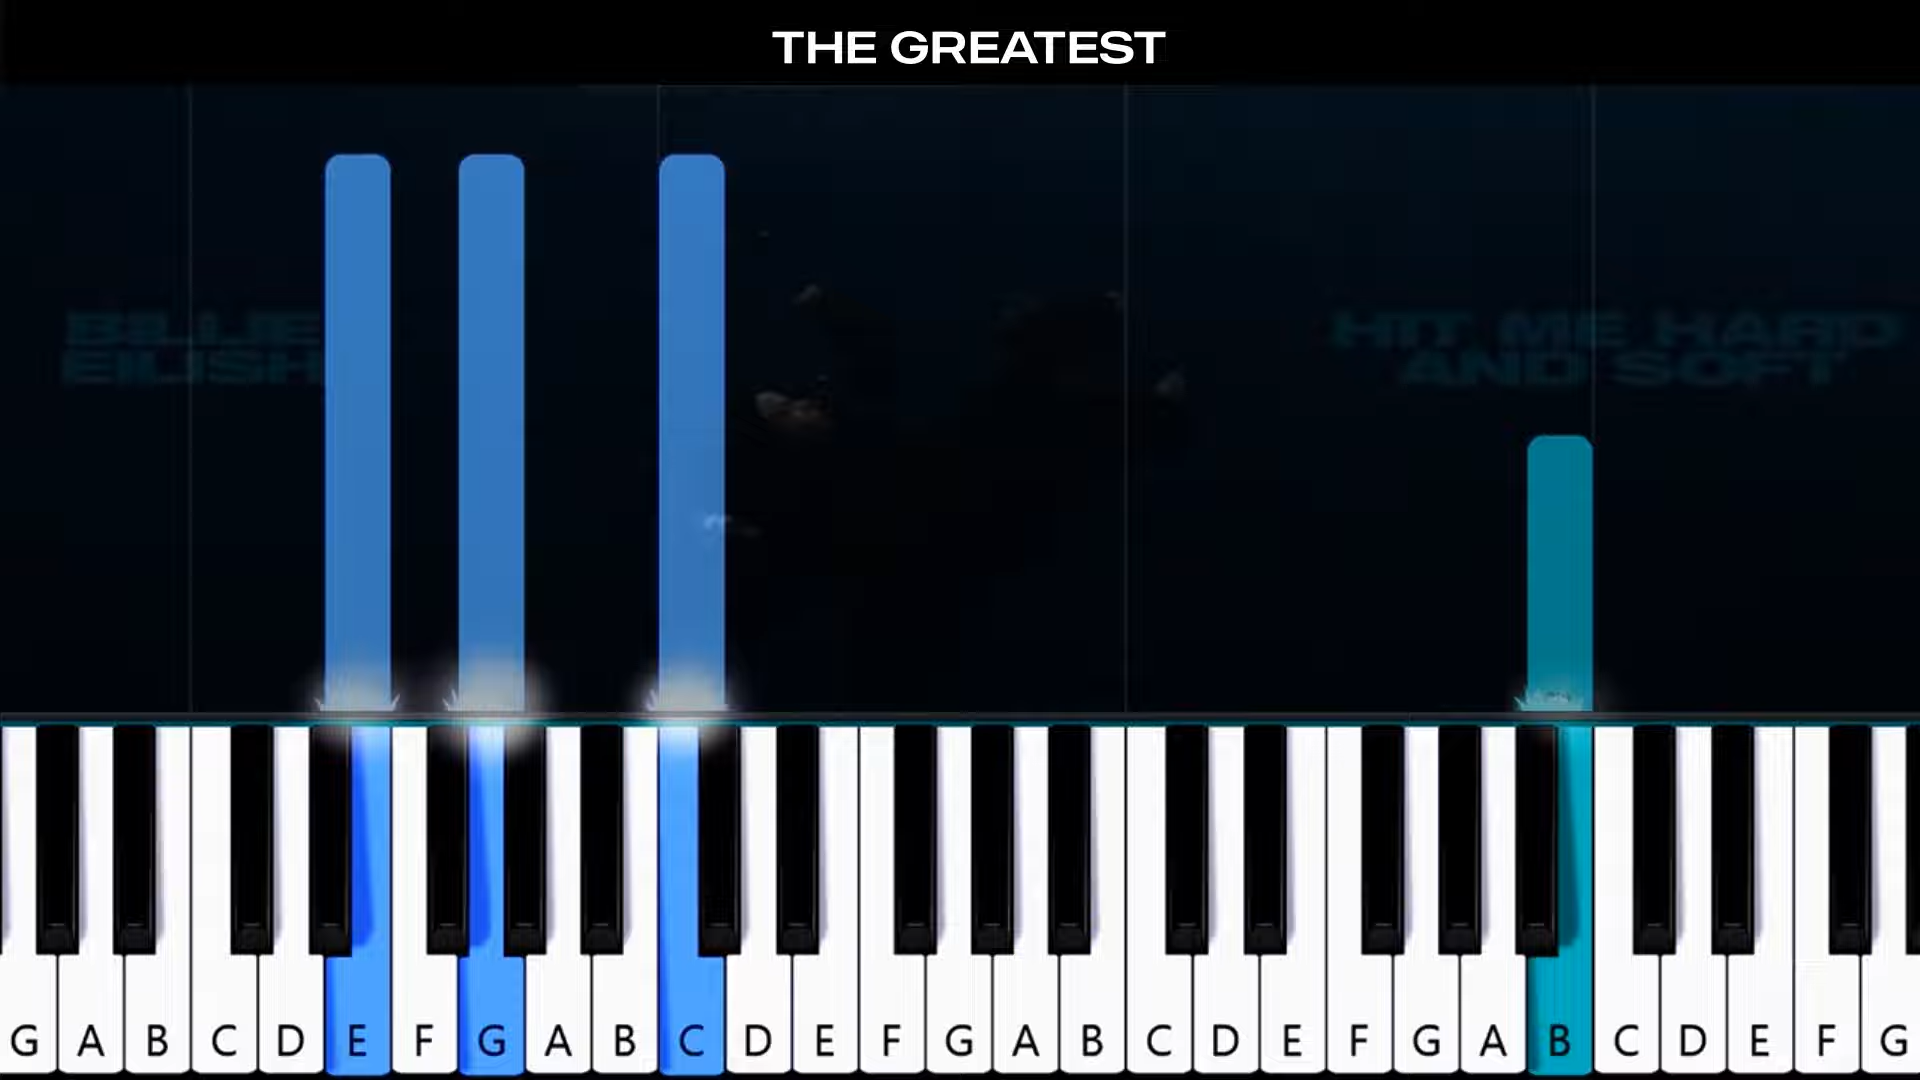 THE GREATEST
BILLIE
EILISH
HIT ME HARD
AND SOFT
G A B C D E F G A B C D E F G A B C D E F G A B C D E F G